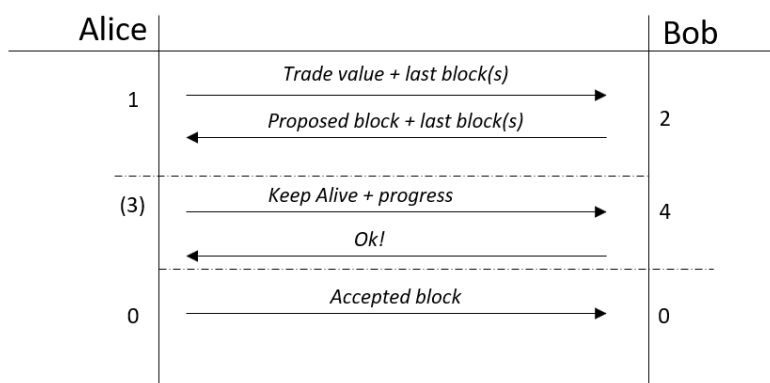 Alice
Bob
Trade value + last block(s)
1
Proposed block + last block(s)
2
(3)
Keep Alive + progress
4
Ok!
Accepted block
0
0